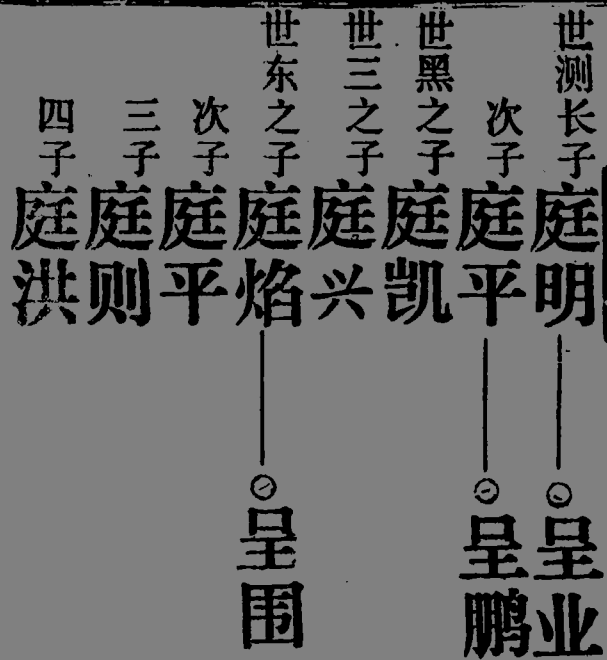 世测长子庭明
呈业
次子庭平
呈鹏
世黑之子庭凯
世三之子庭兴
世东之子庭焰
呈围
次子庭平
三子庭则
四子庭洪